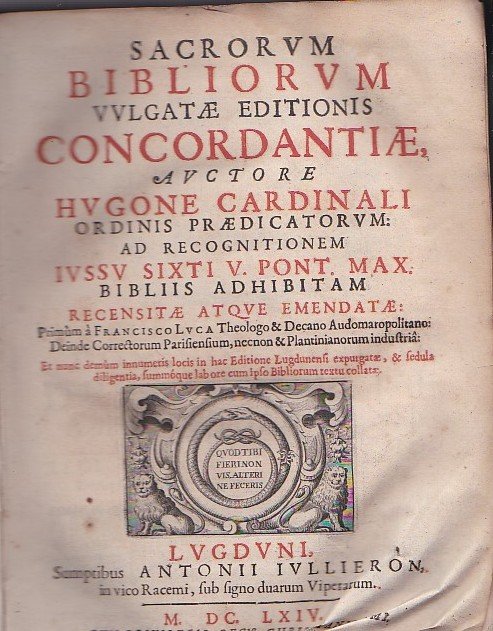 SACRORVM
BIBLIORVM
VVLGATÆ EDITIONIS
CONCORDANTIÆ,
AVCTORE
HVGONE CARDINALI
ORDINIS PRÆDICATORVM:
AD RECOGNITIONEM
IVSSV SIXTI V. PONT. MAX.
BIBLIIS ADHIBITAM
RECENSITÆ ATQVE EMENDATÆ:
Primùm à FRANCISCO LVCA Theologo & Decano Audomaropolitano:
Deinde Correctorum Parisiensium, necnon & Plantinianorum industriâ:
Et nunc demùm innumeris locis in hac Editione Lugdunensi expurgatæ, & sedula
diligentia, summóque labore cum ipso Bibliorum textu collatæ.
QVOD TIBI
FIERI NON
VIS, ALTERI
NE FECERIS
LVGDVNI,
Sumptibus ANTONII IVLLIERON,
in vico Racemi, sub signo duarum Viperarum.
M. DC. LXIV.